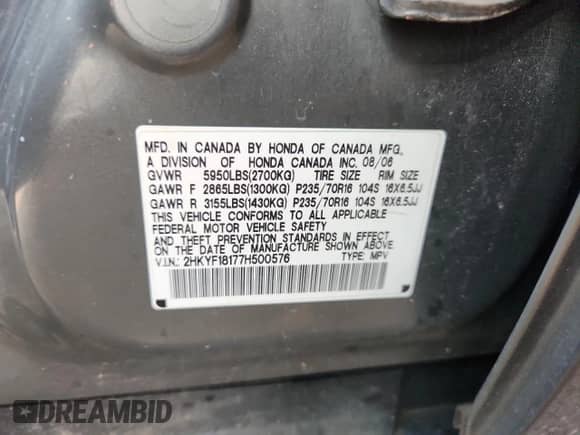 MFD. IN CANADA BY HONDA OF CANADA MFG.,
A DIVISION OF HONDA CANADA INC. 08/06
GVWR 5950LBS(2700KG) TIRE SIZE RIM SIZE
GAWR F 2865LBS(1300KG) P235/70R16 104S 16X6.5JJ
GAWR R 3155LBS(1430KG) P235/70R16 104S 16X6.5JJ
THIS VEHICLE CONFORMS TO ALL APPLICABLE
FEDERAL MOTOR VEHICLE SAFETY
AND THEFT PREVENTION STANDARDS IN EFFECT
ON THE DATE OF MANUFACTURE SHOWN ABOVE.
V.I.N.: 2HKYF18177H500576 TYPE: MPV
DREAMBID